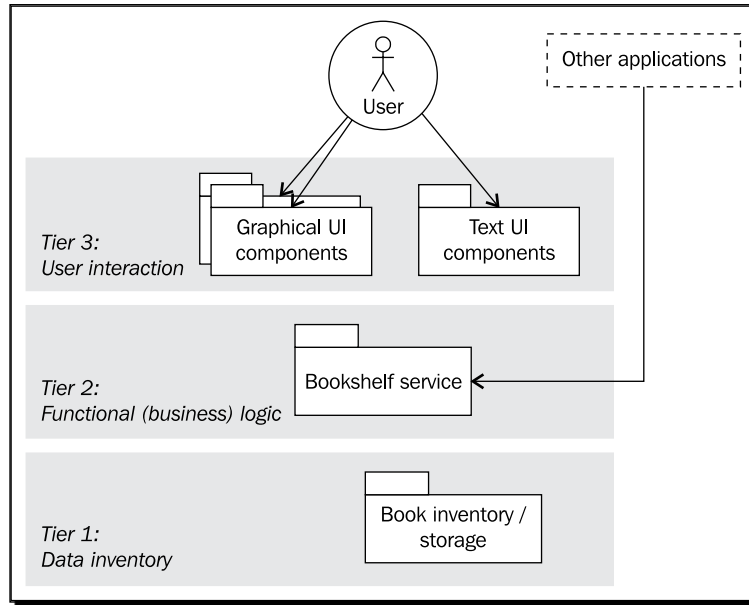 Other applications
User
Graphical UI
components
Text UI
components
Tier 3:
User interaction
Bookshelf service
Tier 2:
Functional (business) logic
Book inventory /
storage
Tier 1:
Data inventory